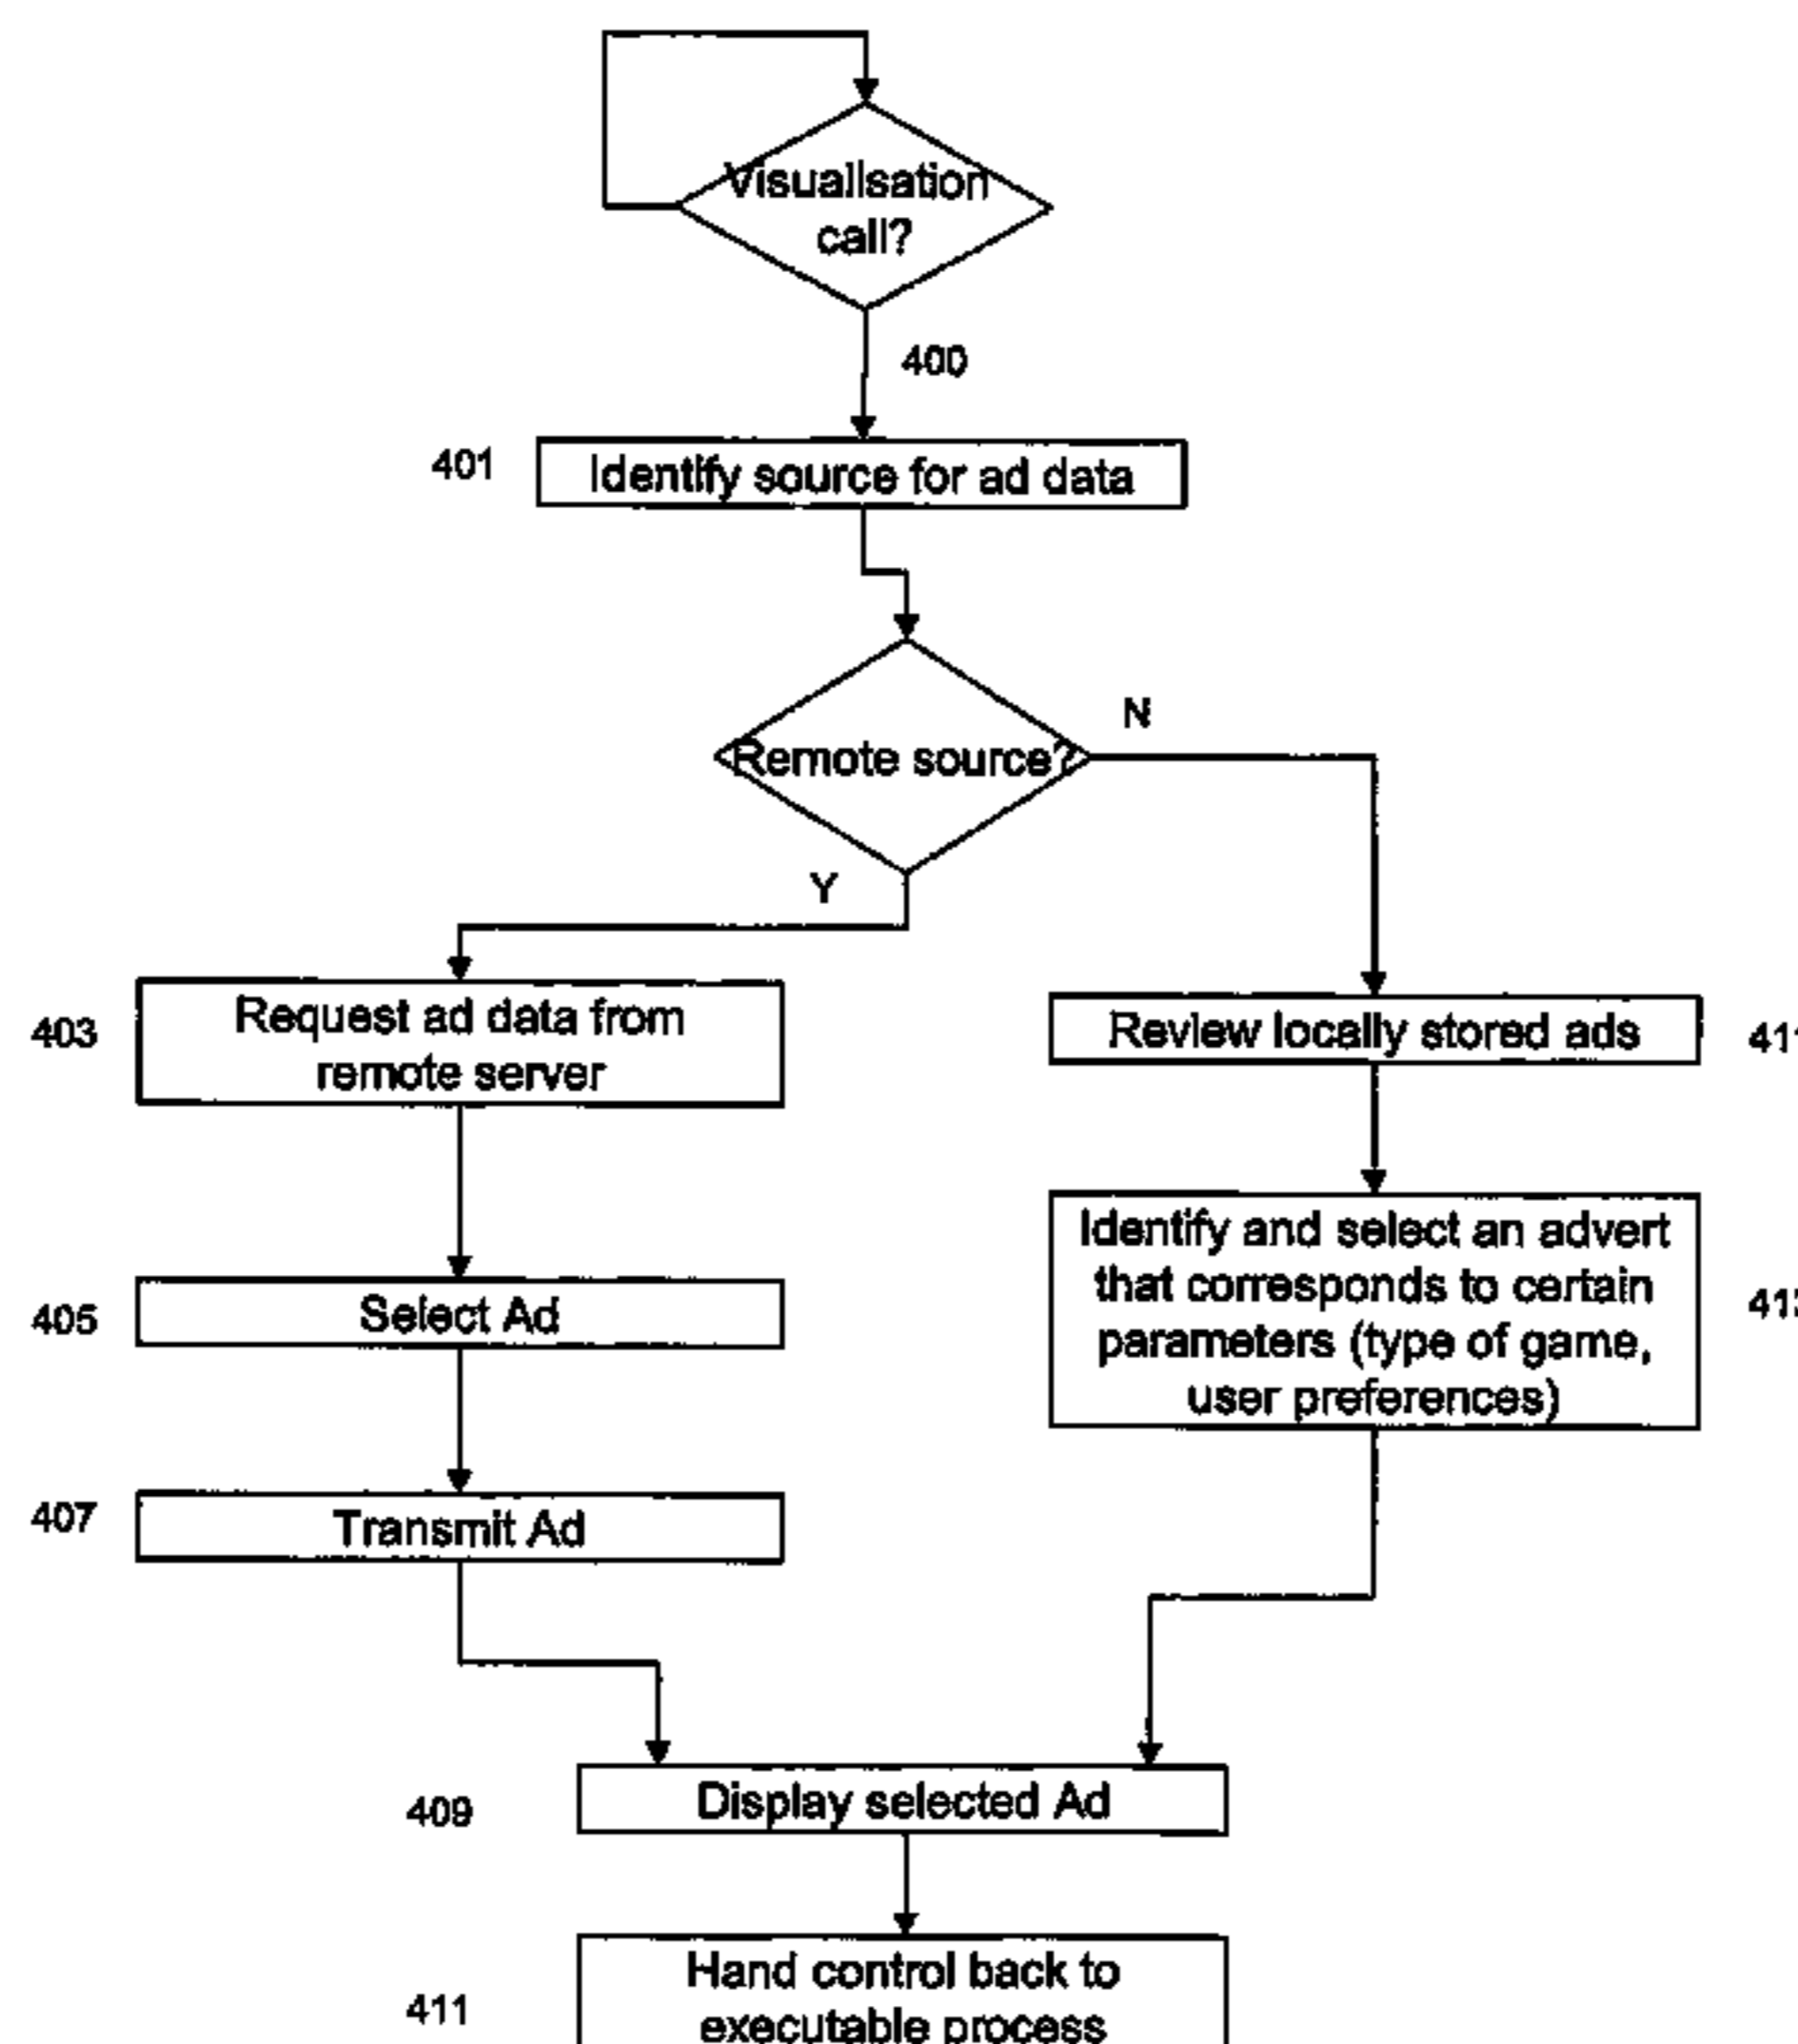 Visualisation
call?
400
401
Identify source for ad data
Remote source?
N
Y
403
Request ad data from
remote server
Review locally stored ads
411
Identify and select an advert
that corresponds to certain
parameters (type of game,
user preferences)
405
Select Ad
407
Transmit Ad
409
Display selected Ad
411
Hand control back to
executable process